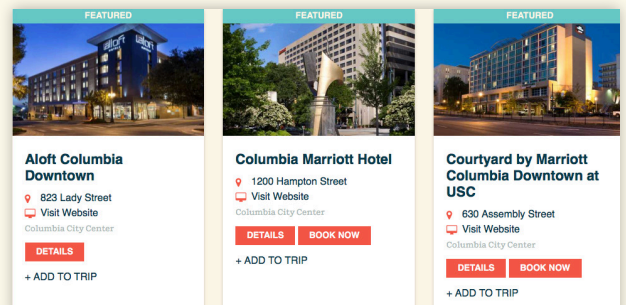 FEATURED
aloft
aloft
Aloft Columbia
Downtown
823 Lady Street
Visit Website
Columbia City Center
DETAILS
+ ADD TO TRIP
FEATURED
Columbia Marriott Hotel
1200 Hampton Street
Visit Website
Columbia City Center
DETAILS
BOOK NOW
+ ADD TO TRIP
FEATURED
Courtyard by Marriott
Columbia Downtown at
USC
630 Assembly Street
Visit Website
Columbia City Center
DETAILS
BOOK NOW
+ ADD TO TRIP